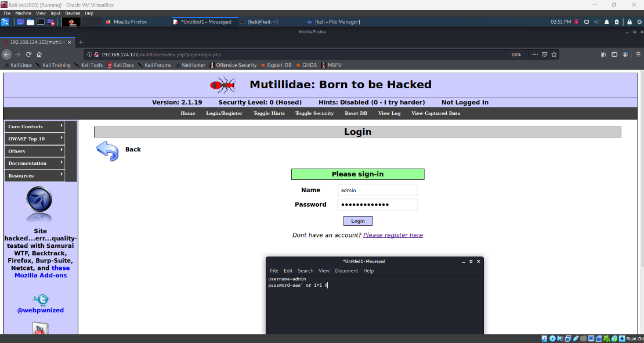 Kali rus [2020] [Running] - Oracle VM VirtualBox
File Machine View Input Devices Help
Mozilla Firefox
*Untitled 1 - Mousepad
[kali@kali:~]
[kali - File Manager]
02:51 PM
Mozilla Firefox
192.168.124.122/mutillid
192.168.124.122/mutillidae/index.php?page=login.php
Kali Linux
Kali Training
Kali Tools
Kali Docs
Kali Forums
NetHunter
Offensive Security
Exploit-DB
GHDB
MSFU
Mutillidae: Born to be Hacked
Version: 2.1.19
Security Level: 0 (Hosed)
Hints: Disabled (0 - I try harder)
Not Logged In
Home
Login/Register
Toggle Hints
Toggle Security
Reset DB
View Log
View Captured Data
Core Controls
OWASP Top 10
Others
Documentation
Resources
Site
hacked...err...quality-
tested with Samurai
WTF, Backtrack,
Firefox, Burp-Suite,
Netcat, and these
Mozilla Add-ons
@webpwnized
Login
Back
Please sign-in
Name
admin
Password
Login
Dont have an account? Please register here
*Untitled 1 - Mousepad
File Edit Search View Document Help
username=admin
password=aaa' or 1=1 #
Right Ctrl